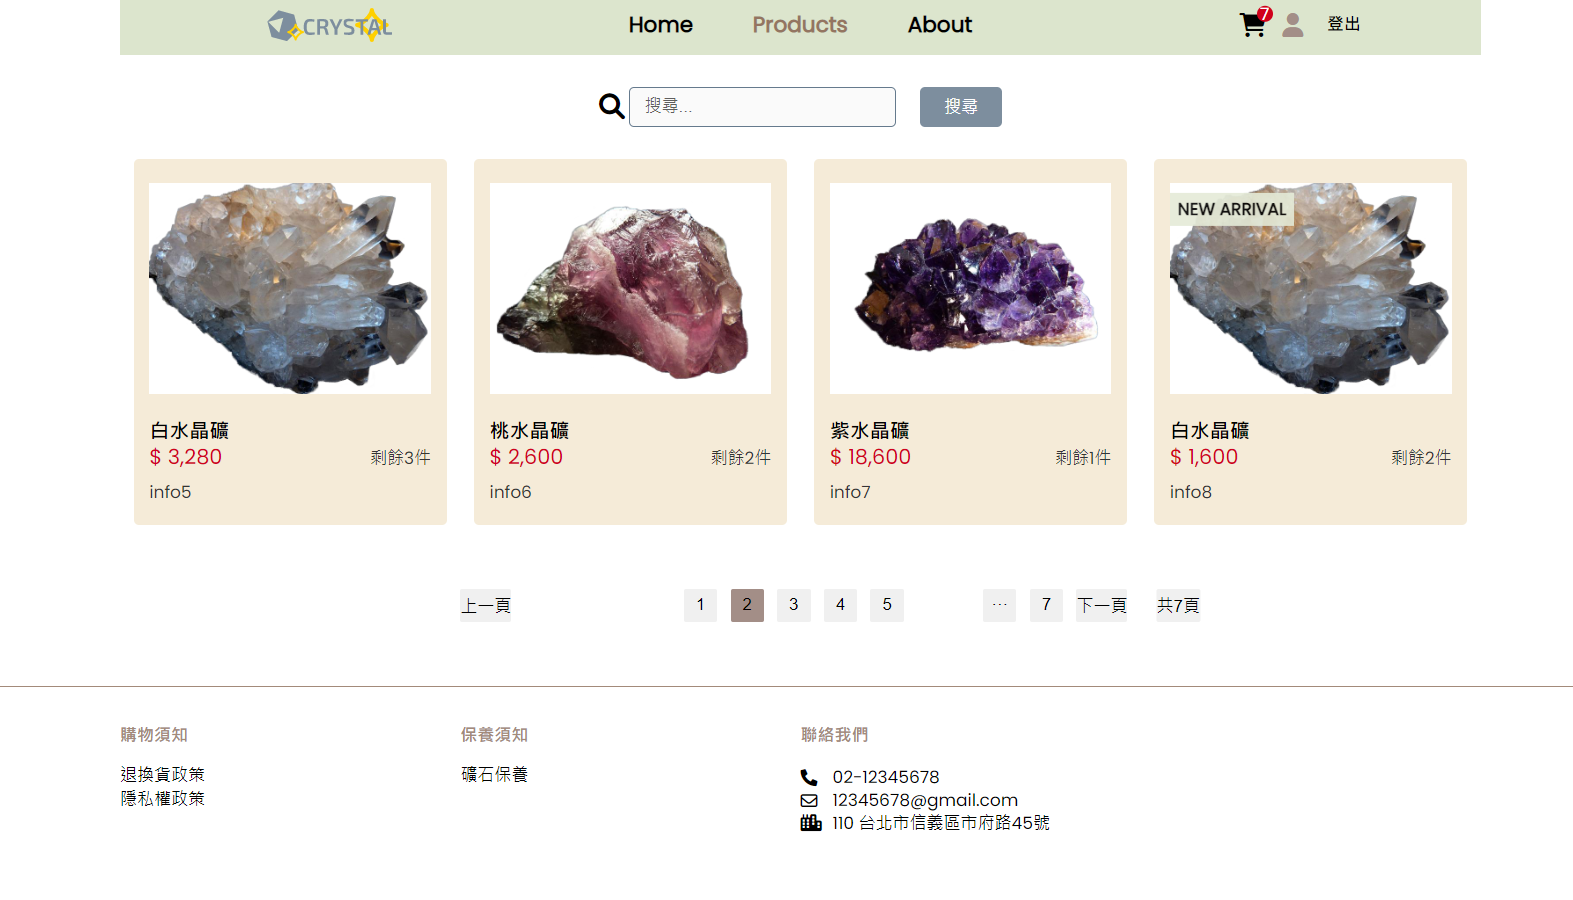 CRYSTAL
Home
Products
About
7
登出
搜尋...
搜尋
白水晶礦
$ 3,280
剩餘3件
info5
桃水晶礦
$ 2,600
剩餘2件
info6
紫水晶礦
$ 18,600
剩餘1件
info7
NEW ARRIVAL
白水晶礦
$ 1,600
剩餘2件
info8
上一頁
1
2
3
4
5
...
7
下一頁
共7頁
購物須知
退換貨政策
隱私權政策
保養須知
礦石保養
聯絡我們
02-12345678
12345678@gmail.com
110 台北市信義區市府路45號